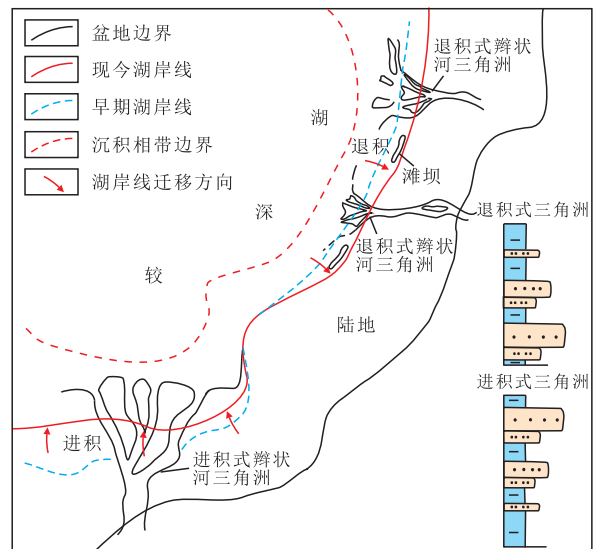 盆地边界
现今湖岸线
早期湖岸线
沉积相带边界
湖岸线迁移方向
退积式辫状
河三角洲
湖
退积
滩坝
深
退积式三角洲
退积式辫状
河三角洲
较
陆地
进积式三角洲
进积
进积式辫状
河三角洲